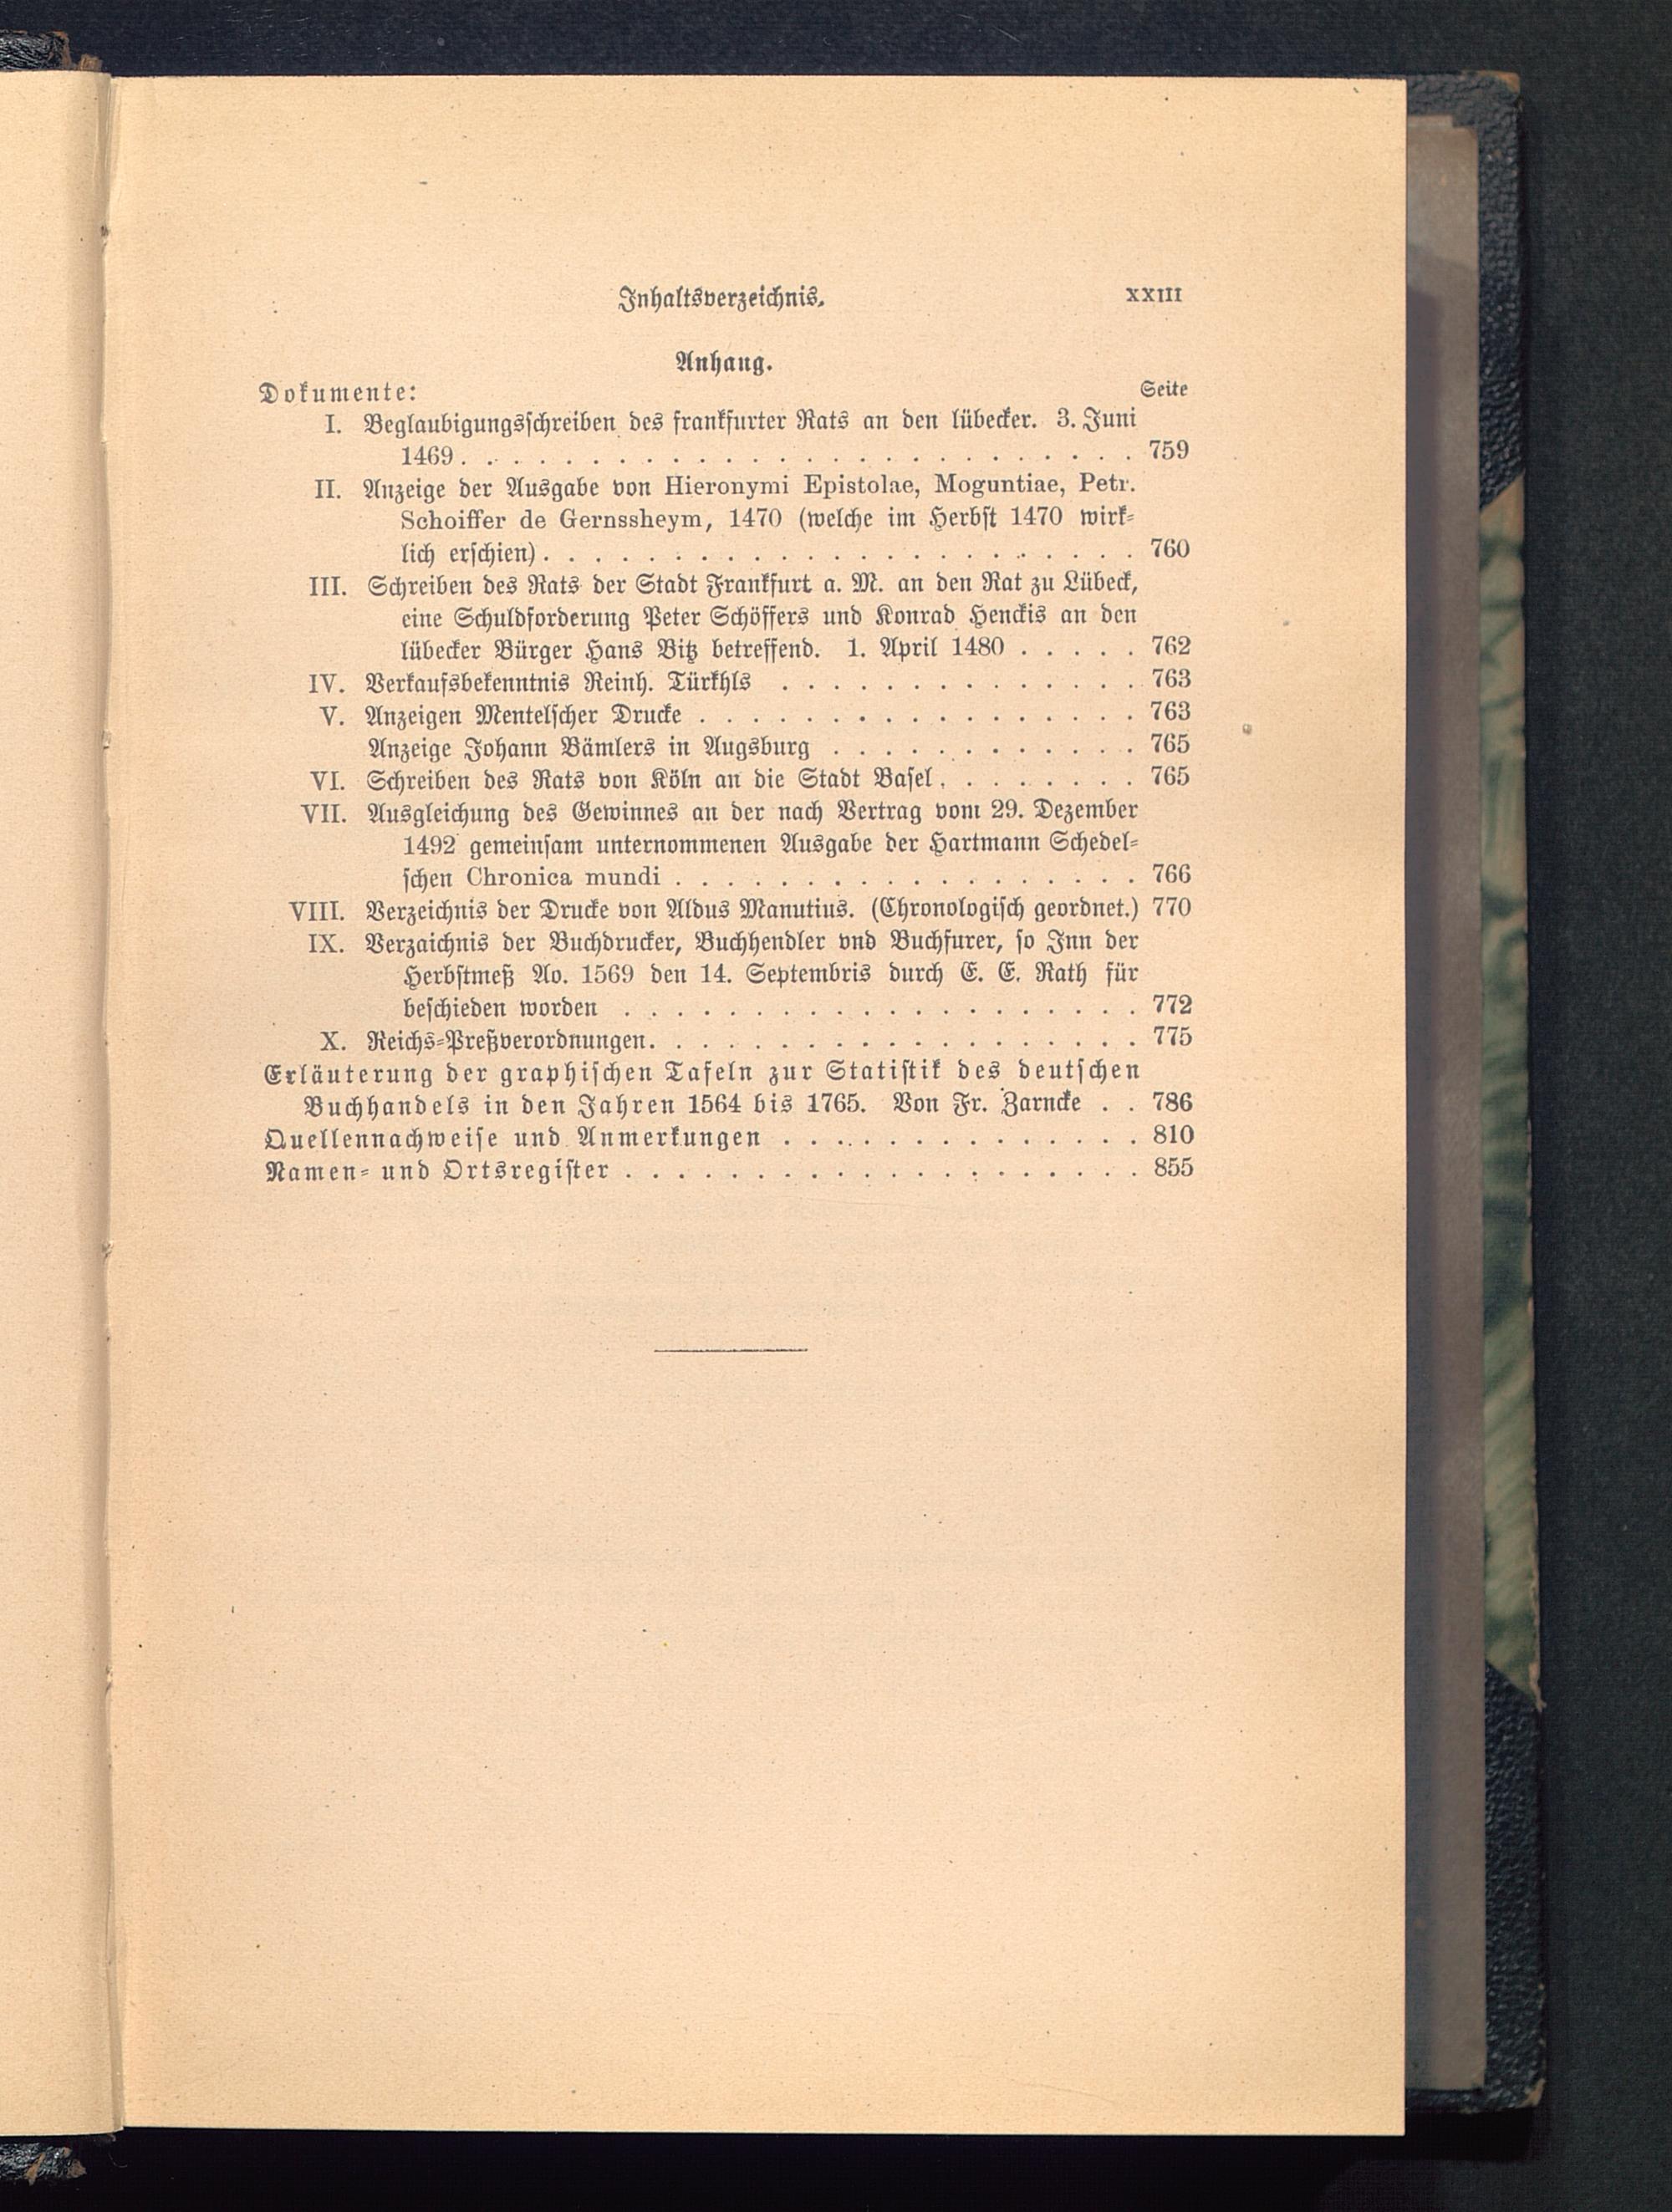 Inhaltsverzeichnis. XXIII
Anhang.
Dokumente: Seite
I. Beglaubigungsschreiben des frankfurter Rats an den lübecker. 3. Juni
1469 . . . . . . . . . . . . . . . . . . . . . . . . . . 759
II. Anzeige der Ausgabe von Hieronymi Epistolae, Moguntiae, Petr.
Schoiffer de Gernssheym, 1470 (welche im Herbst 1470 wirk-
lich erschien) . . . . . . . . . . . . . . . . . . . . . . . 760
III. Schreiben des Rats der Stadt Frankfurt a. M. an den Rat zu Lübeck,
eine Schuldforderung Peter Schöffers und Konrad Henckis an den
lübecker Bürger Hans Bitz betreffend. 1. April 1480 . . . . . 762
IV. Verkaufsbekenntnis Reinh. Türkhls . . . . . . . . . . . . . . 763
V. Anzeigen Mentelscher Drucke . . . . . . . . . . . . . . . . . 763
Anzeige Johann Bämlers in Augsburg . . . . . . . . . . . . 765
VI. Schreiben des Rats von Köln an die Stadt Basel . . . . . . . . 765
VII. Ausgleichung des Gewinnes an der nach Vertrag vom 29. Dezember
1492 gemeinsam unternommenen Ausgabe der Hartmann Schedel-
schen Chronica mundi . . . . . . . . . . . . . . . . . . 766
VIII. Verzeichnis der Drucke von Aldus Manutius. (Chronologisch geordnet.) 770
IX. Verzaichnis der Buchdrucker, Buchhendler vnd Buchfurer, so Inn der
Herbstmeß Ao. 1569 den 14. Septembris durch E. E. Rath für
beschieden worden . . . . . . . . . . . . . . . . . . . . 772
X. Reichs-Preßverordnungen . . . . . . . . . . . . . . . . . . . 775
Erläuterung der graphischen Tafeln zur Statistik des deutschen
Buchhandels in den Jahren 1564 bis 1765. Von Fr. Zarncke . . 786
Quellennachweise und Anmerkungen . . . . . . . . . . . . . . 810
Namen- und Ortsregister . . . . . . . . . . . . . . . . . . . . 855